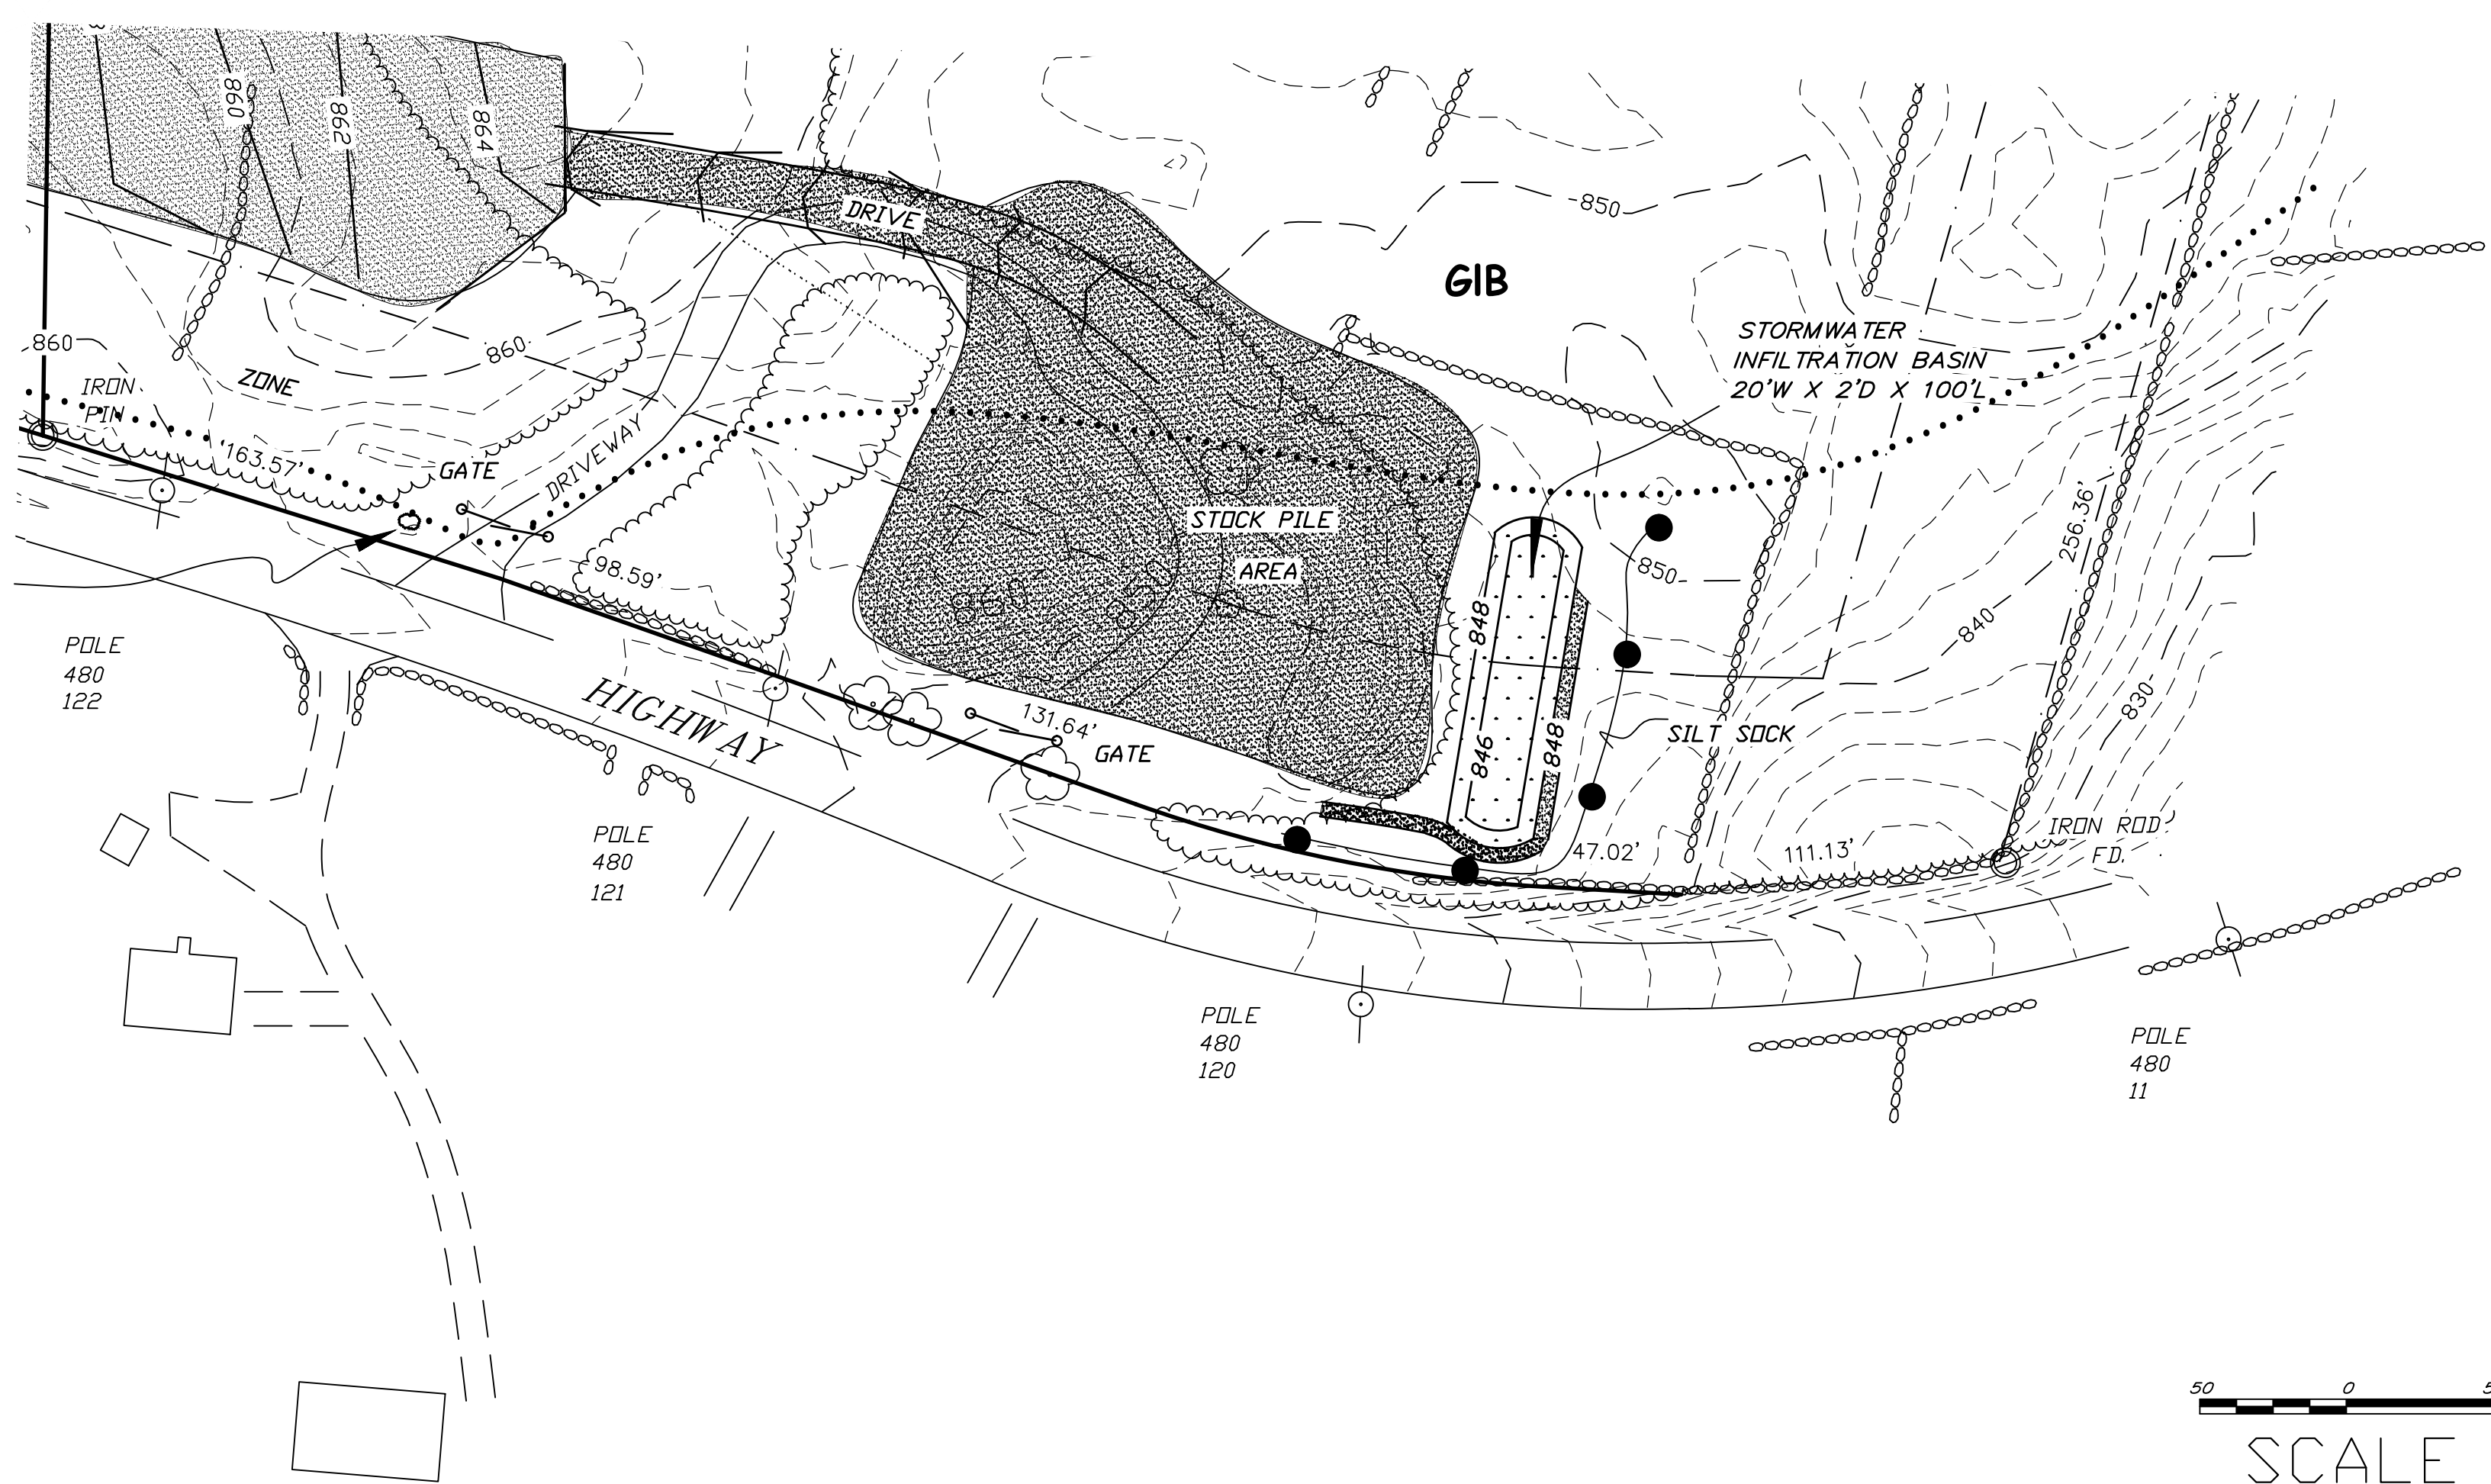 860
862
864
DRIVE
-850
GIB
STORMWATER
INFILTRATION BASIN
20'W X 2'D X 100'L
860
860
ZONE
IRON
PIN
163.57'
GATE
DRIVEWAY
98.59'
STOCK PILE
AREA
860
850
848
846
848
850
256.36'
840
830
POLE
480
122
HIGHWAY
131.64'
GATE
SILT SOCK
47.02'
111.13'
IRON ROD
FD.
POLE
480
121
POLE
480
120
POLE
480
11
50 0 5
SCALE